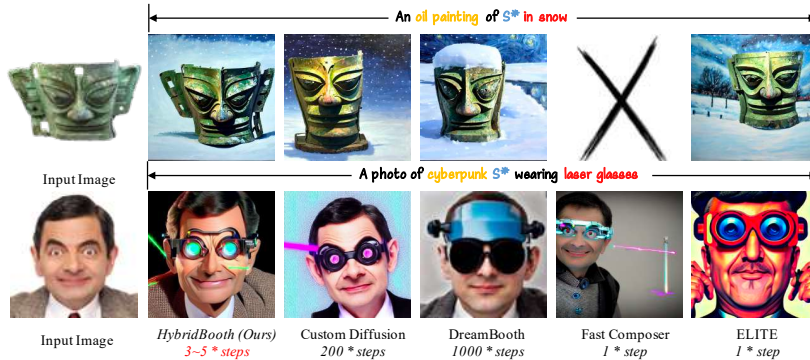 An oil painting of S* in snow
Input Image
A photo of cyberpunk S* wearing laser glasses
Input Image
HybridBooth (Ours)
3~5 * steps
Custom Diffusion
200 * steps
DreamBooth
1000 * steps
Fast Composer
1 * step
ELITE
1 * step